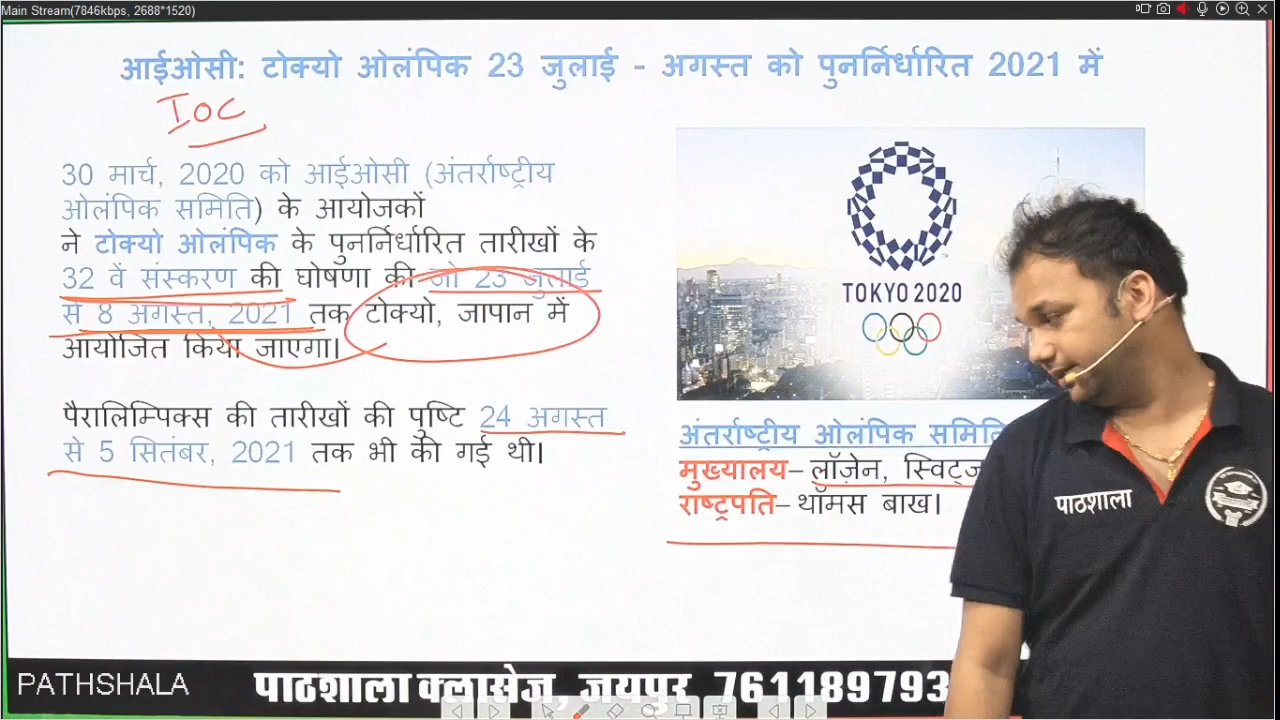 Main Stream(7846kbps, 2688*1520)
आईओसी: टोक्यो ओलंपिक 23 जुलाई - अगस्त को पुनर्निर्धारित 2021 में
IOC
30 मार्च, 2020 को आईओसी (अंतर्राष्ट्रीय
ओलंपिक समिति) के आयोजकों
ने टोक्यो ओलंपिक के पुनर्निर्धारित तारीखों के
32 वें संस्करण की घोषणा की जो 23 जुलाई
से 8 अगस्त, 2021 तक टोक्यो, जापान में
आयोजित किया जाएगा।
पैरालिम्पिक्स की तारीखों की पुष्टि 24 अगस्त
से 5 सितंबर, 2021 तक भी की गई थी।
TOKYO 2020
अंतर्राष्ट्रीय ओलंपिक समिति
मुख्यालय– लॉज़ेन,
राष्ट्रपति– थॉमस बाख।
पाठशाला
PATHSHALA
पाठशाला क्लासेज, जयपुर 761189793